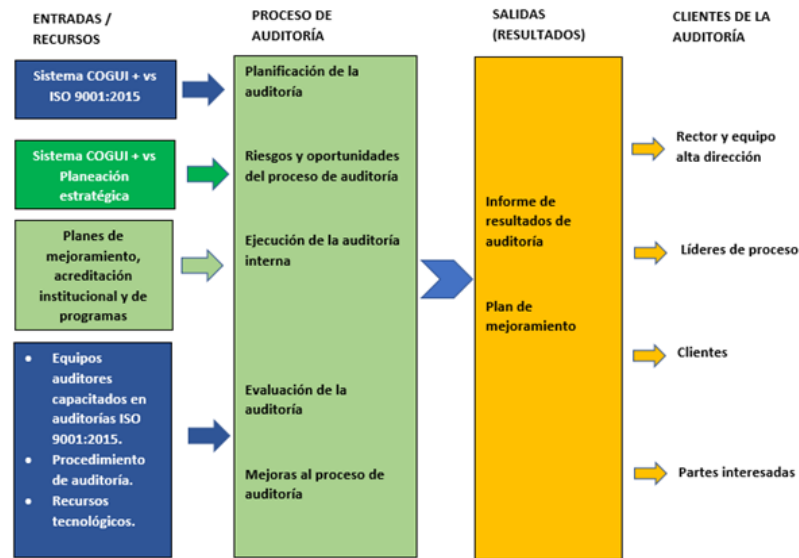 ENTRADAS /
RECURSOS
PROCESO DE
AUDITORÍA
SALIDAS
(RESULTADOS)
CLIENTES DE LA
AUDITORÍA
Sistema COGUI + vs
ISO 9001:2015
Sistema COGUI + vs
Planeación
estratégica
Planes de
mejoramiento,
acreditación
institucional y de
programas
• Equipos
auditores
capacitados en
auditorías ISO
9001:2015.
• Procedimiento
de auditoría.
• Recursos
tecnológicos.
Planificación de la
auditoría
Riesgos y oportunidades
del proceso de auditoría
Ejecución de la auditoría
interna
Evaluación de la
auditoría
Mejoras al proceso de
auditoría
Informe de
resultados de
auditoría
Plan de
mejoramiento
Rector y equipo
alta dirección
Líderes de proceso
Clientes
Partes interesadas